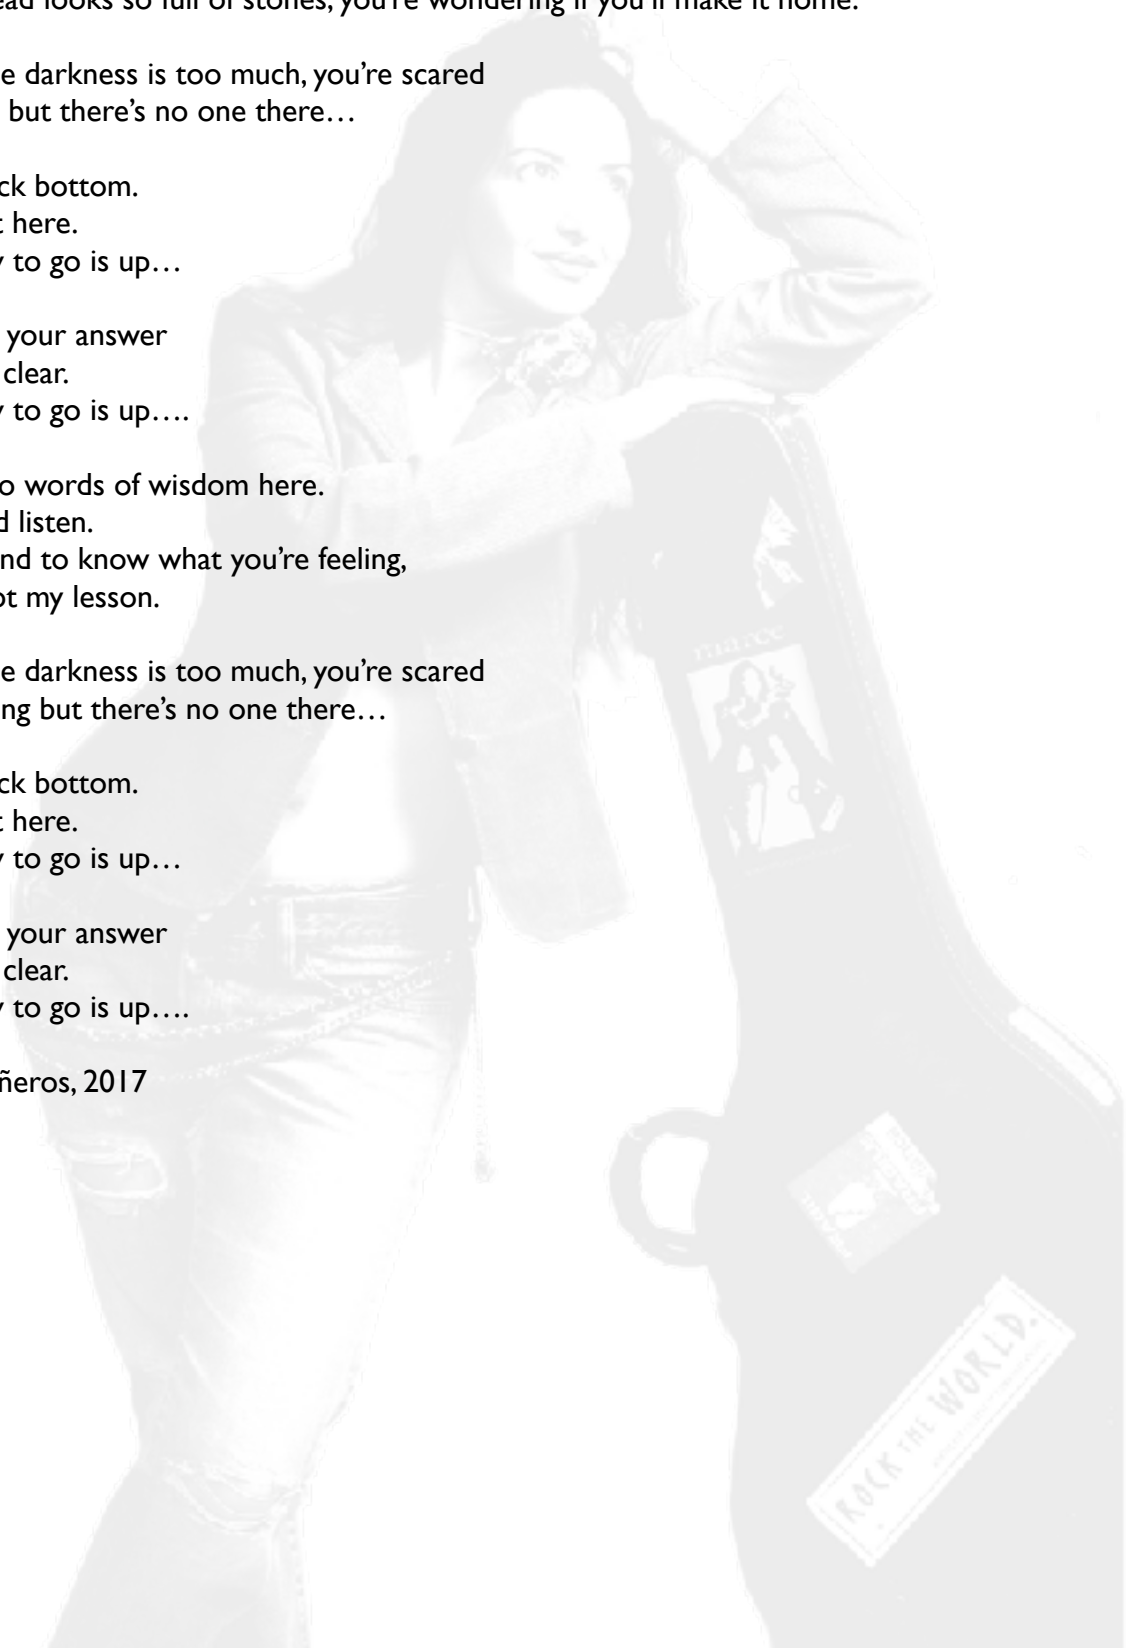 ead looks so full of stones, you're wondering if you'll make it home.
e darkness is too much, you're scared
but there's no one there…
ck bottom.
t here.
y to go is up…
your answer
clear.
y to go is up….
o words of wisdom here.
d listen.
nd to know what you're feeling,
ot my lesson.
e darkness is too much, you're scared
ng but there's no one there…
ck bottom.
t here.
y to go is up…
your answer
clear.
y to go is up….
ñeros, 2017
marce
ROCK THE WORLD.